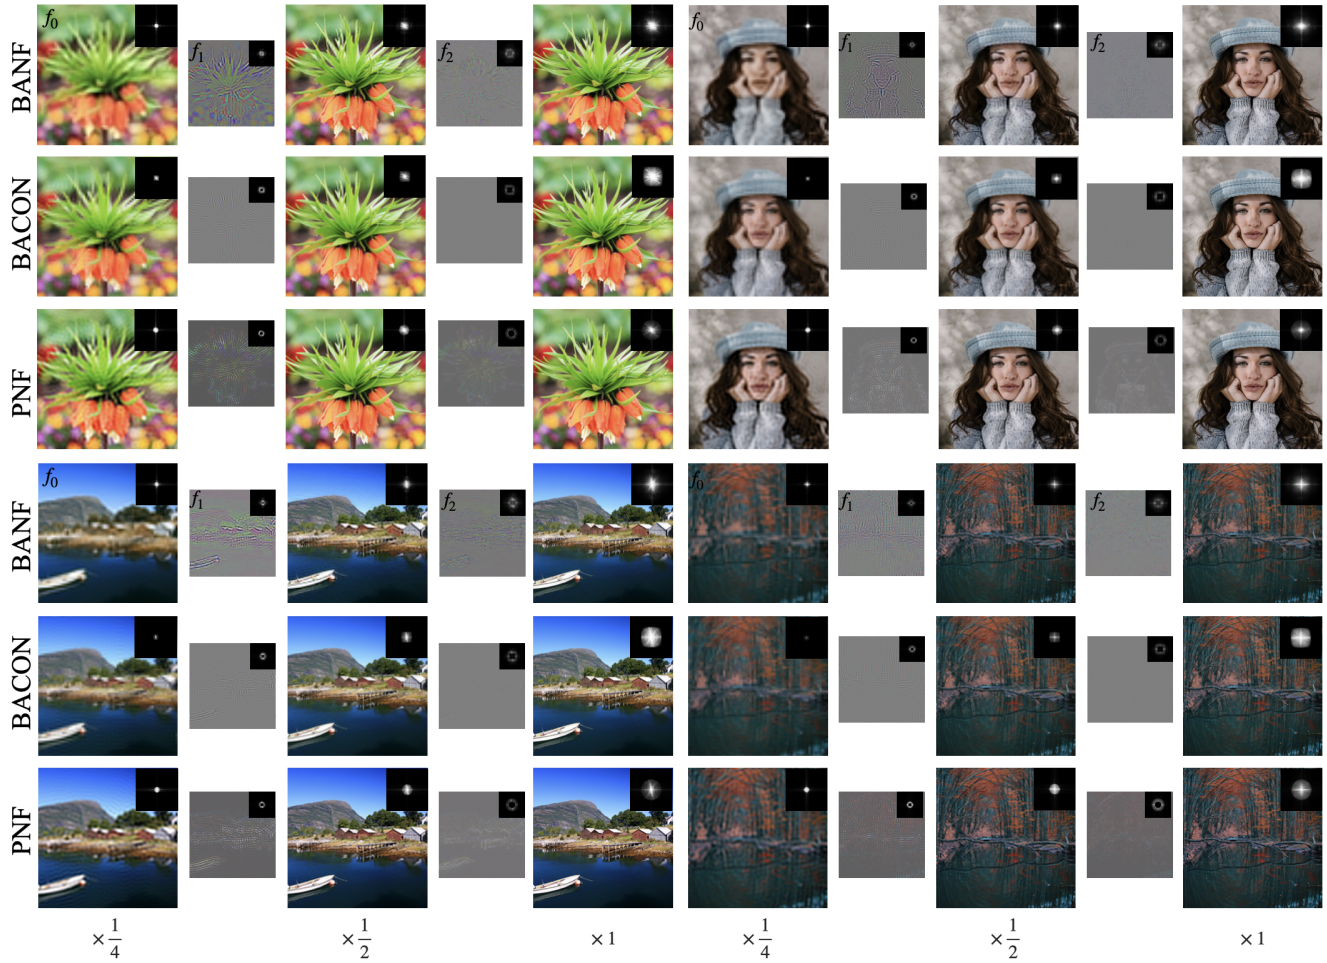 f₀ f₁ f₂ f₀ f₁ f₂
BANF
BACON
PNF
f₀ f₁ f₂ f₀ f₁ f₂
BANF
BACON
PNF
× 1/4 × 1/2 × 1 × 1/4 × 1/2 × 1